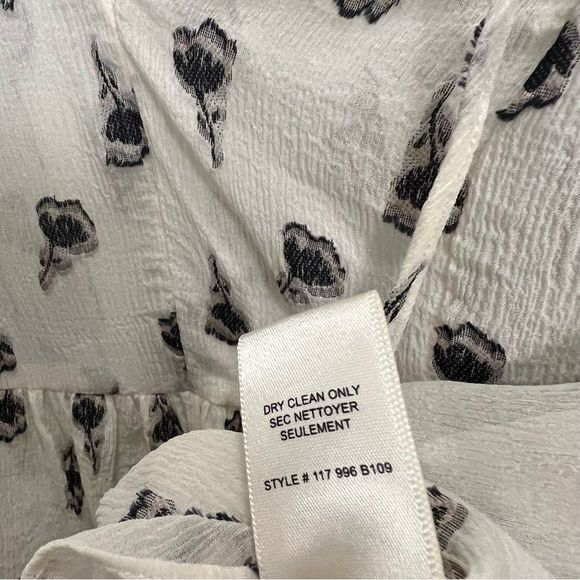 DRY CLEAN ONLY
SEC NETTOYER
SEULEMENT
STYLE # 117 996 B109